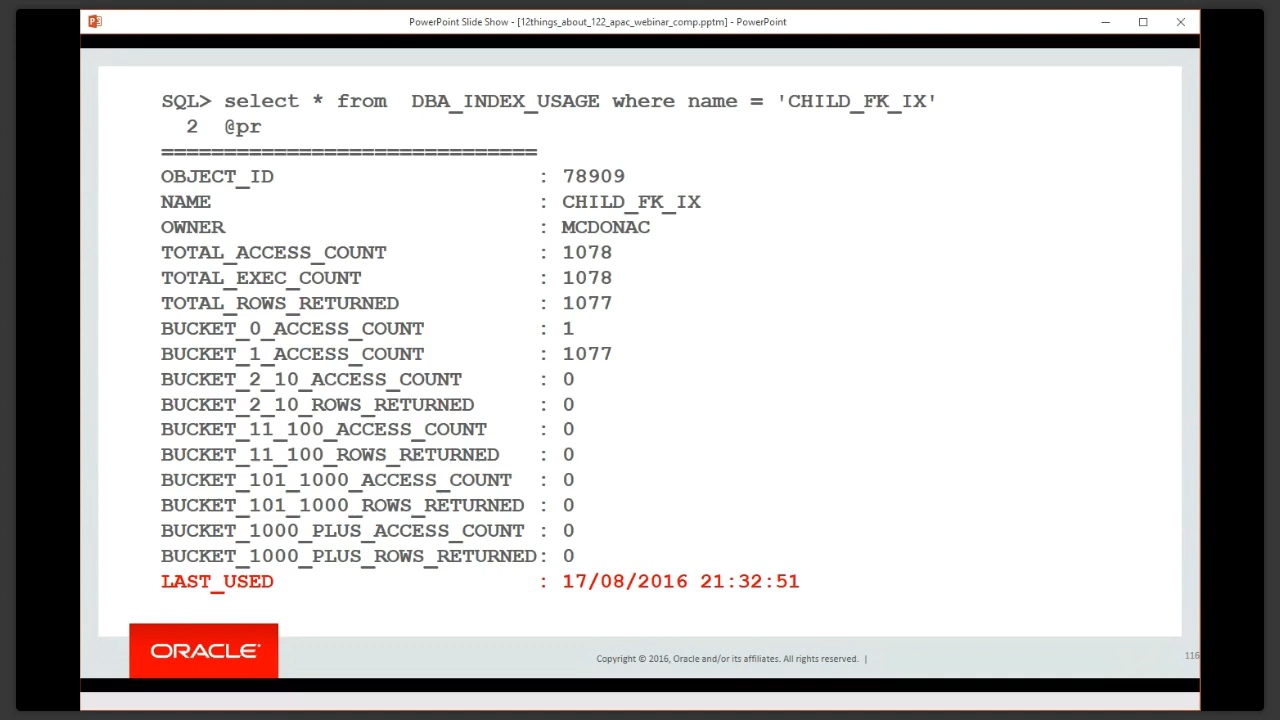 PowerPoint Slide Show - [12things_about_122_apac_webinar_comp.pptm] - PowerPoint
SQL> select * from  DBA_INDEX_USAGE where name = 'CHILD_FK_IX'
2  @pr
==============================
OBJECT_ID : 78909
NAME : CHILD_FK_IX
OWNER : MCDONAC
TOTAL_ACCESS_COUNT : 1078
TOTAL_EXEC_COUNT : 1078
TOTAL_ROWS_RETURNED : 1077
BUCKET_0_ACCESS_COUNT : 1
BUCKET_1_ACCESS_COUNT : 1077
BUCKET_2_10_ACCESS_COUNT : 0
BUCKET_2_10_ROWS_RETURNED : 0
BUCKET_11_100_ACCESS_COUNT : 0
BUCKET_11_100_ROWS_RETURNED : 0
BUCKET_101_1000_ACCESS_COUNT : 0
BUCKET_101_1000_ROWS_RETURNED : 0
BUCKET_1000_PLUS_ACCESS_COUNT : 0
BUCKET_1000_PLUS_ROWS_RETURNED: 0
LAST_USED : 17/08/2016 21:32:51
ORACLE
Copyright © 2016, Oracle and/or its affiliates. All rights reserved. |
116